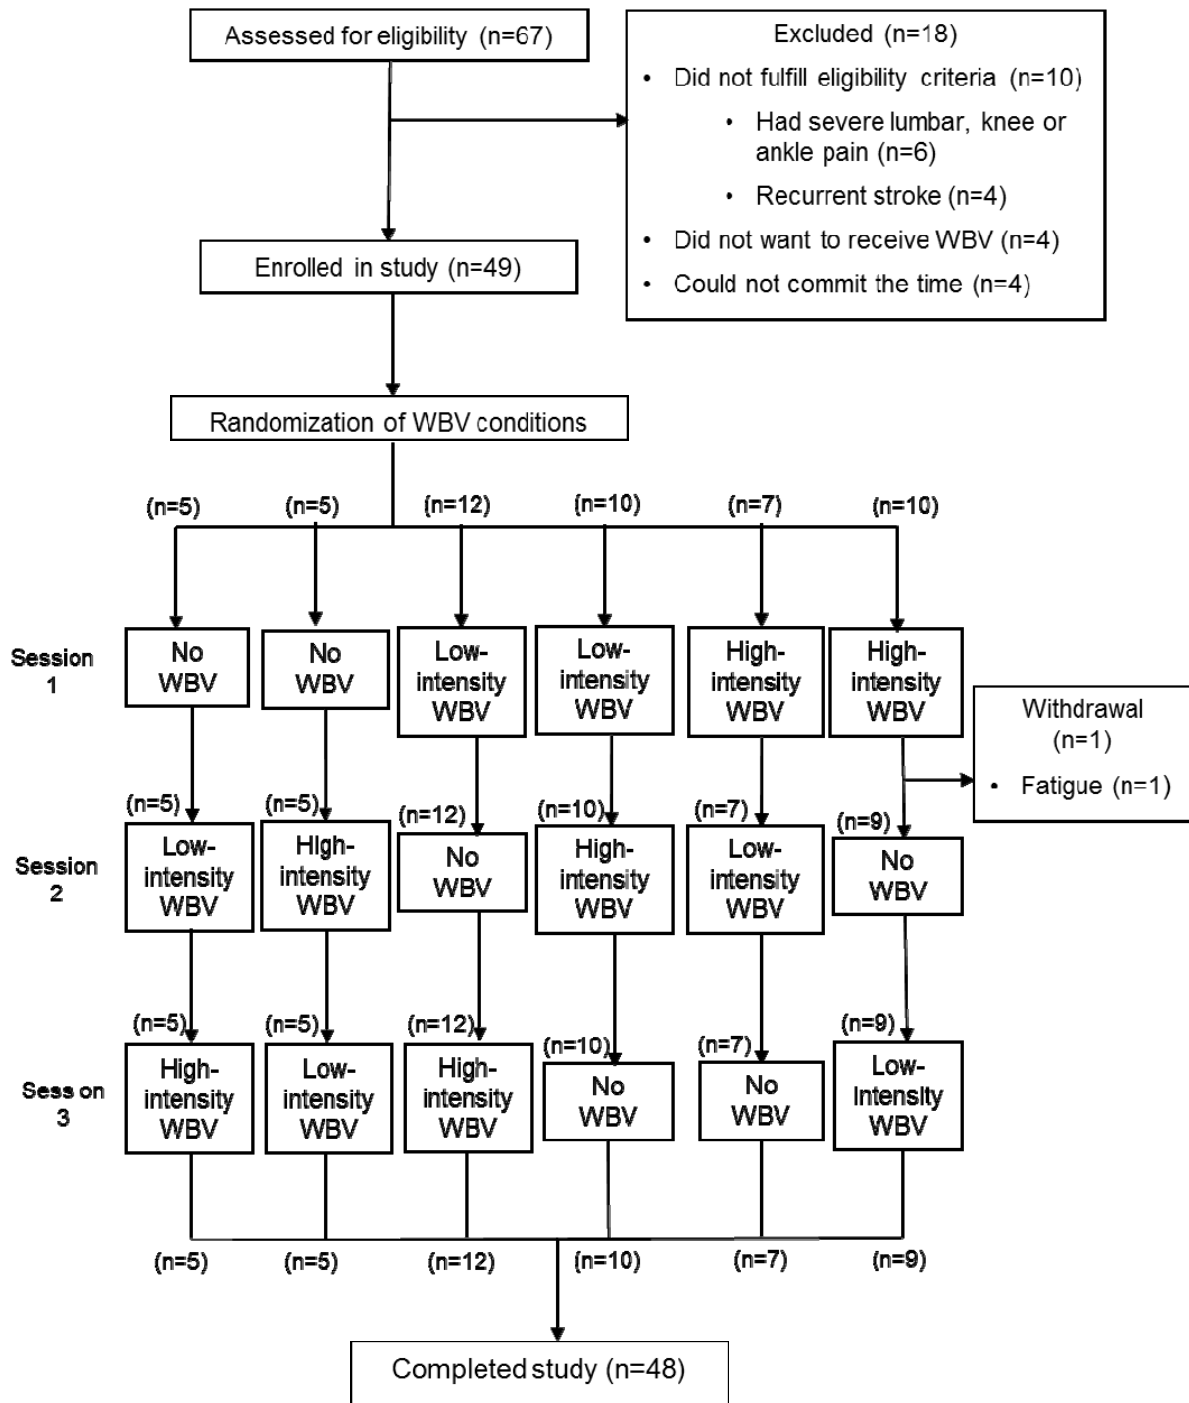 Assessed for eligibility (n=67)
Excluded (n=18)
• Did not fulfill eligibility criteria (n=10)
• Had severe lumbar, knee or
ankle pain (n=6)
• Recurrent stroke (n=4)
• Did not want to receive WBV (n=4)
• Could not commit the time (n=4)
Enrolled in study (n=49)
Randomization of WBV conditions
(n=5) (n=5) (n=12) (n=10) (n=7) (n=10)
Session
1
No
WBV
No
WBV
Low-
intensity
WBV
Low-
intensity
WBV
High-
intensity
WBV
High-
intensity
WBV
Withdrawal
(n=1)
• Fatigue (n=1)
(n=5) (n=5) (n=12) (n=10) (n=7) (n=9)
Session
2
Low-
intensity
WBV
High-
intensity
WBV
No
WBV
High-
intensity
WBV
Low-
intensity
WBV
No
WBV
(n=5) (n=5) (n=12) (n=10) (n=7) (n=9)
Sess on
3
High-
intensity
WBV
Low-
intensity
WBV
High-
intensity
WBV
No
WBV
No
WBV
Low-
intensity
WBV
(n=5) (n=5) (n=12) (n=10) (n=7) (n=9)
Completed study (n=48)